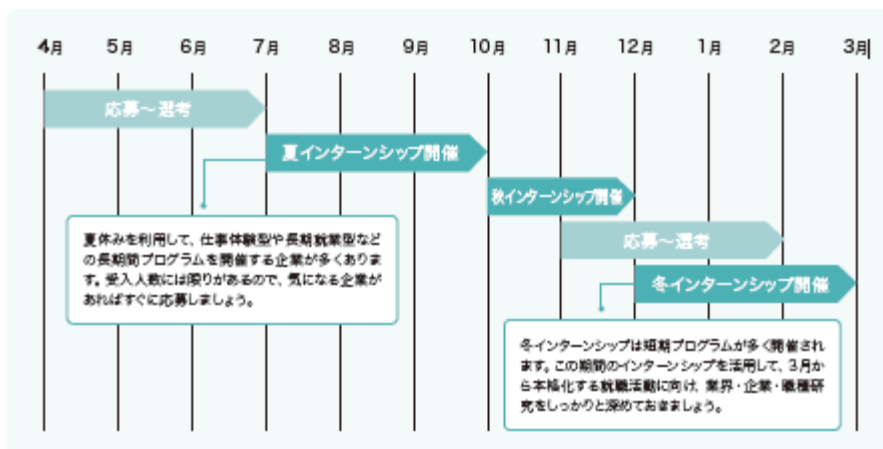 4月 5月 6月 7月 8月 9月 10月 11月 12月 1月 2月 3月
応募〜選考
夏インターンシップ開催
秋インターンシップ開催
夏休みを利用して、仕事体験型や長期就業型など
の長期間プログラムを開催する企業が多くありま
す。受入人数には限りがあるので、気になる企業が
あればすぐに応募しましょう。
応募〜選考
冬インターンシップ開催
冬インターンシップは短期プログラムが多く開催され
ます。この期間のインターンシップを活用して、3月か
ら本格化する就職活動に向け、業界・企業・職種研
究をしっかりと深めておきましょう。